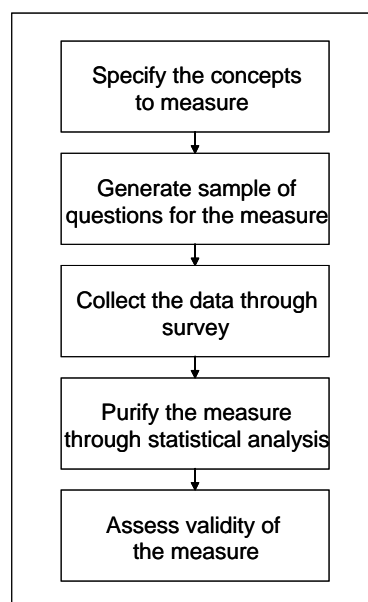 Specify the concepts
to measure
Generate sample of
questions for the measure
Collect the data through
survey
Purify the measure
through statistical analysis
Assess validity of
the measure